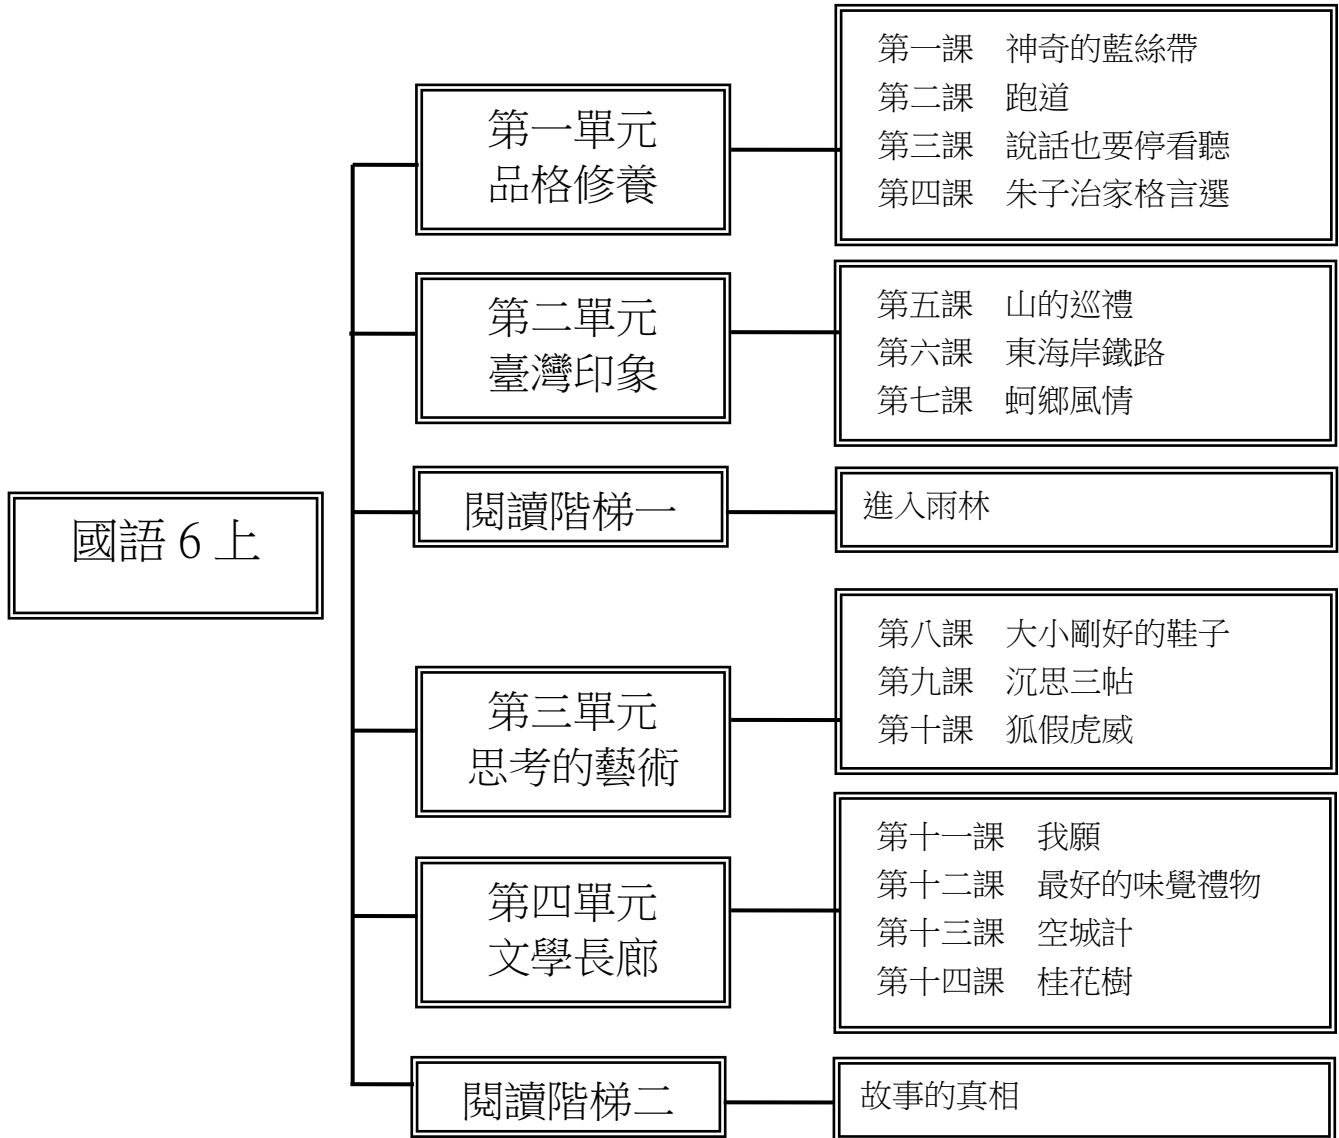 國語 6 上
第一單元
品格修養
第一課　神奇的藍絲帶
第二課　跑道
第三課　說話也要停看聽
第四課　朱子治家格言選
第二單元
臺灣印象
第五課　山的巡禮
第六課　東海岸鐵路
第七課　蚵鄉風情
閱讀階梯一
進入雨林
第三單元
思考的藝術
第八課　大小剛好的鞋子
第九課　沉思三帖
第十課　狐假虎威
第四單元
文學長廊
第十一課　我願
第十二課　最好的味覺禮物
第十三課　空城計
第十四課　桂花樹
閱讀階梯二
故事的真相